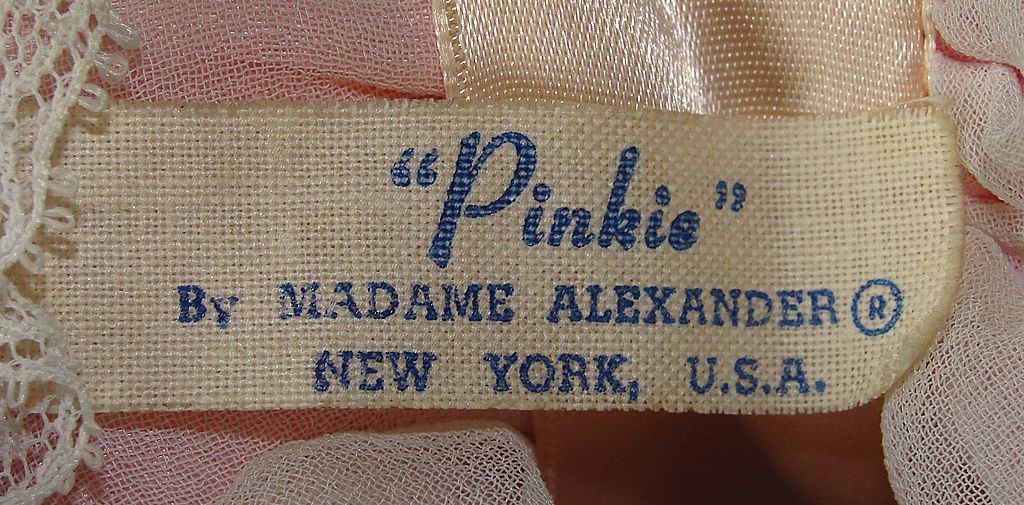 “Pinkie”
By MADAME ALEXANDER®
NEW YORK, U.S.A.